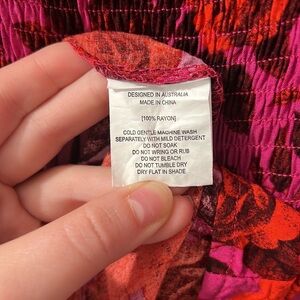 DESIGNED IN AUSTRALIA
MADE IN CHINA
[100% RAYON]
COLD GENTLE MACHINE WASH
SEPARATELY WITH MILD DETERGENT
DO NOT SOAK
DO NOT WRING OR RUB
DO NOT BLEACH
DO NOT TUMBLE DRY
DRY FLAT IN SHADE